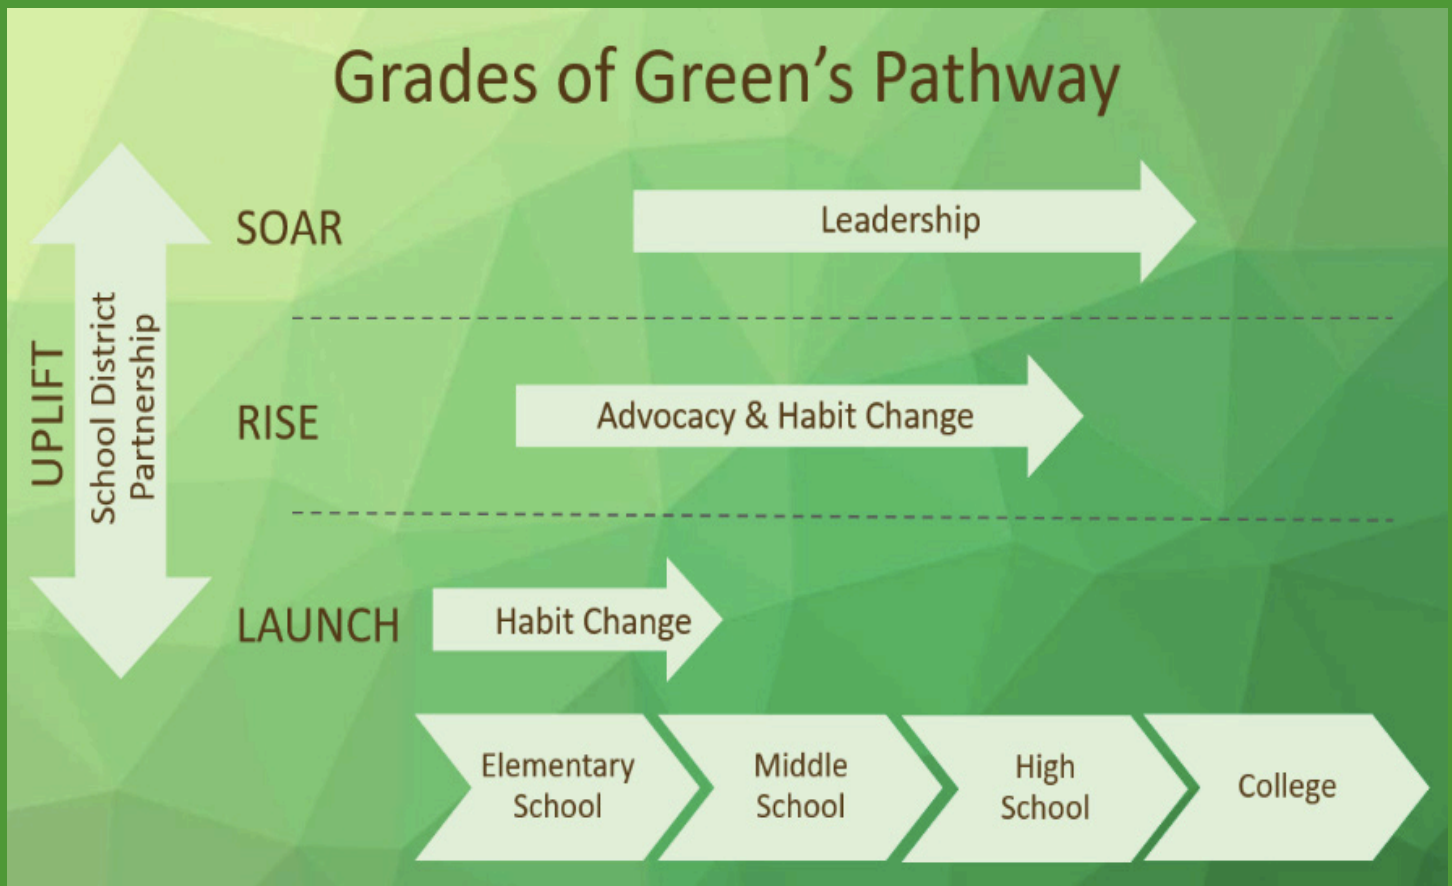 Grades of Green's Pathway
UPLIFT
School District
Partnership
SOAR
Leadership
RISE
Advocacy & Habit Change
LAUNCH
Habit Change
Elementary
School
Middle
School
High
School
College